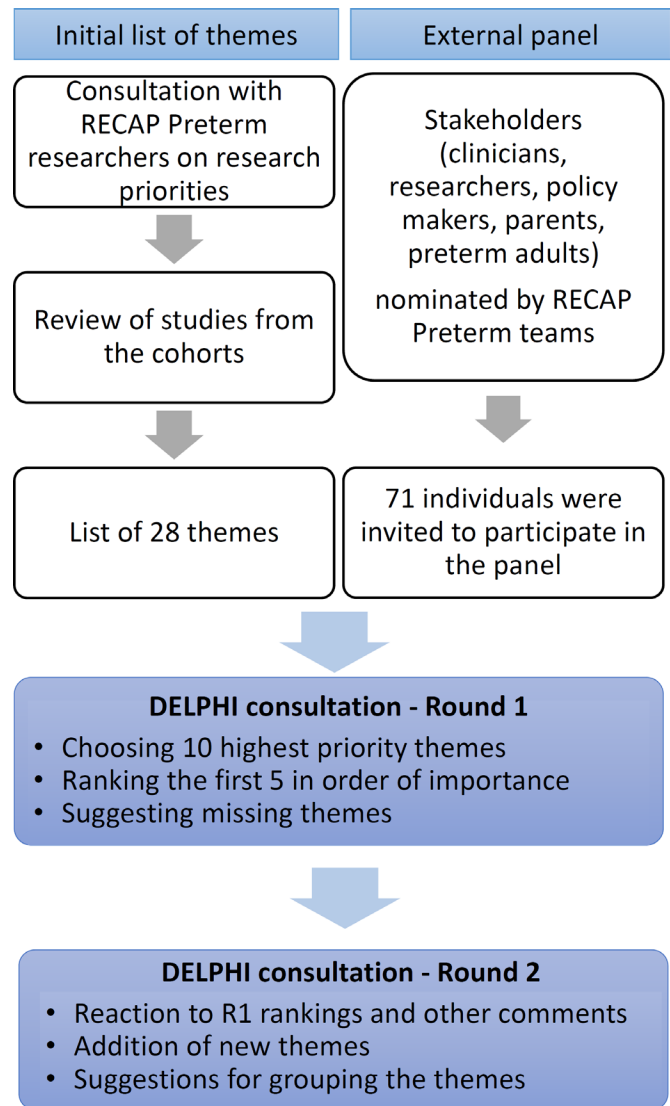 Initial list of themes
External panel
Consultation with
RECAP Preterm
researchers on research
priorities
Review of studies from
the cohorts
List of 28 themes
Stakeholders
(clinicians,
researchers, policy
makers, parents,
preterm adults)
nominated by RECAP
Preterm teams
71 individuals were
invited to participate in
the panel
DELPHI consultation - Round 1
• Choosing 10 highest priority themes
• Ranking the first 5 in order of importance
• Suggesting missing themes
DELPHI consultation - Round 2
• Reaction to R1 rankings and other comments
• Addition of new themes
• Suggestions for grouping the themes